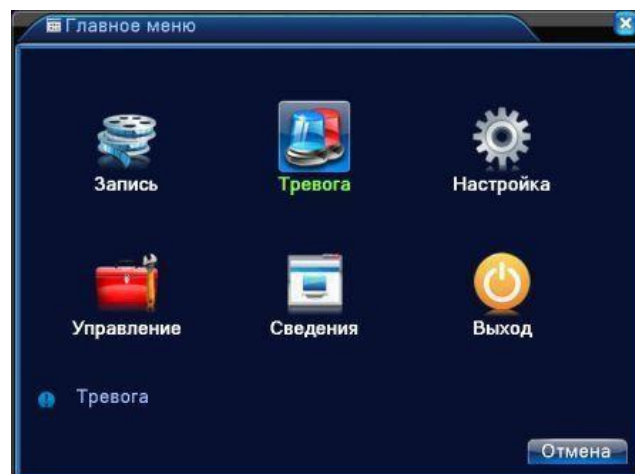 Главное меню
Запись
Тревога
Настройка
Управление
Сведения
Выход
Тревога
Отмена